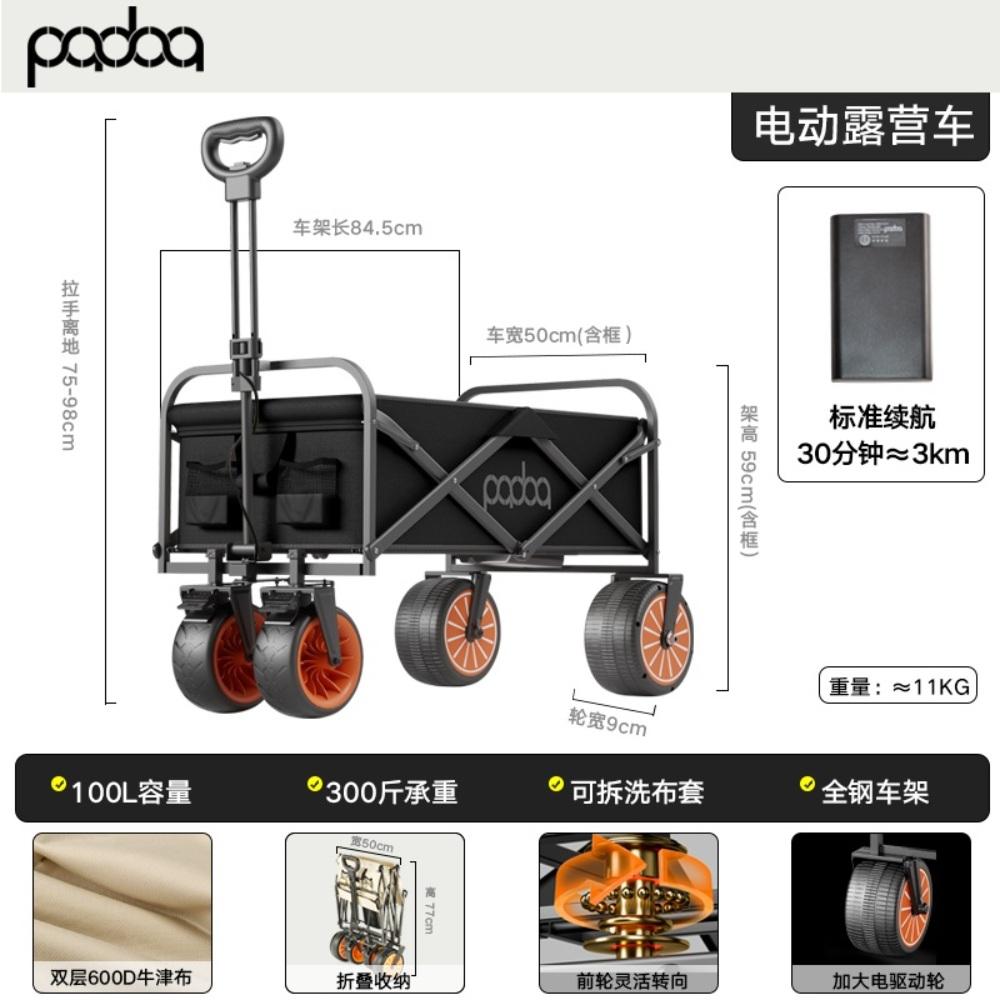 paboq
电动露营车
车架长84.5cm
拉手离地 75-98cm
车宽50cm(含框)
架高 59cm(含框)
标准续航
30分钟≈3km
paboq
重量：≈11KG
轮宽9cm
100L容量
300斤承重
可拆洗布套
全钢车架
宽50cm
高 77cm
双层600D牛津布
折叠收纳
前轮灵活转向
加大电驱动轮